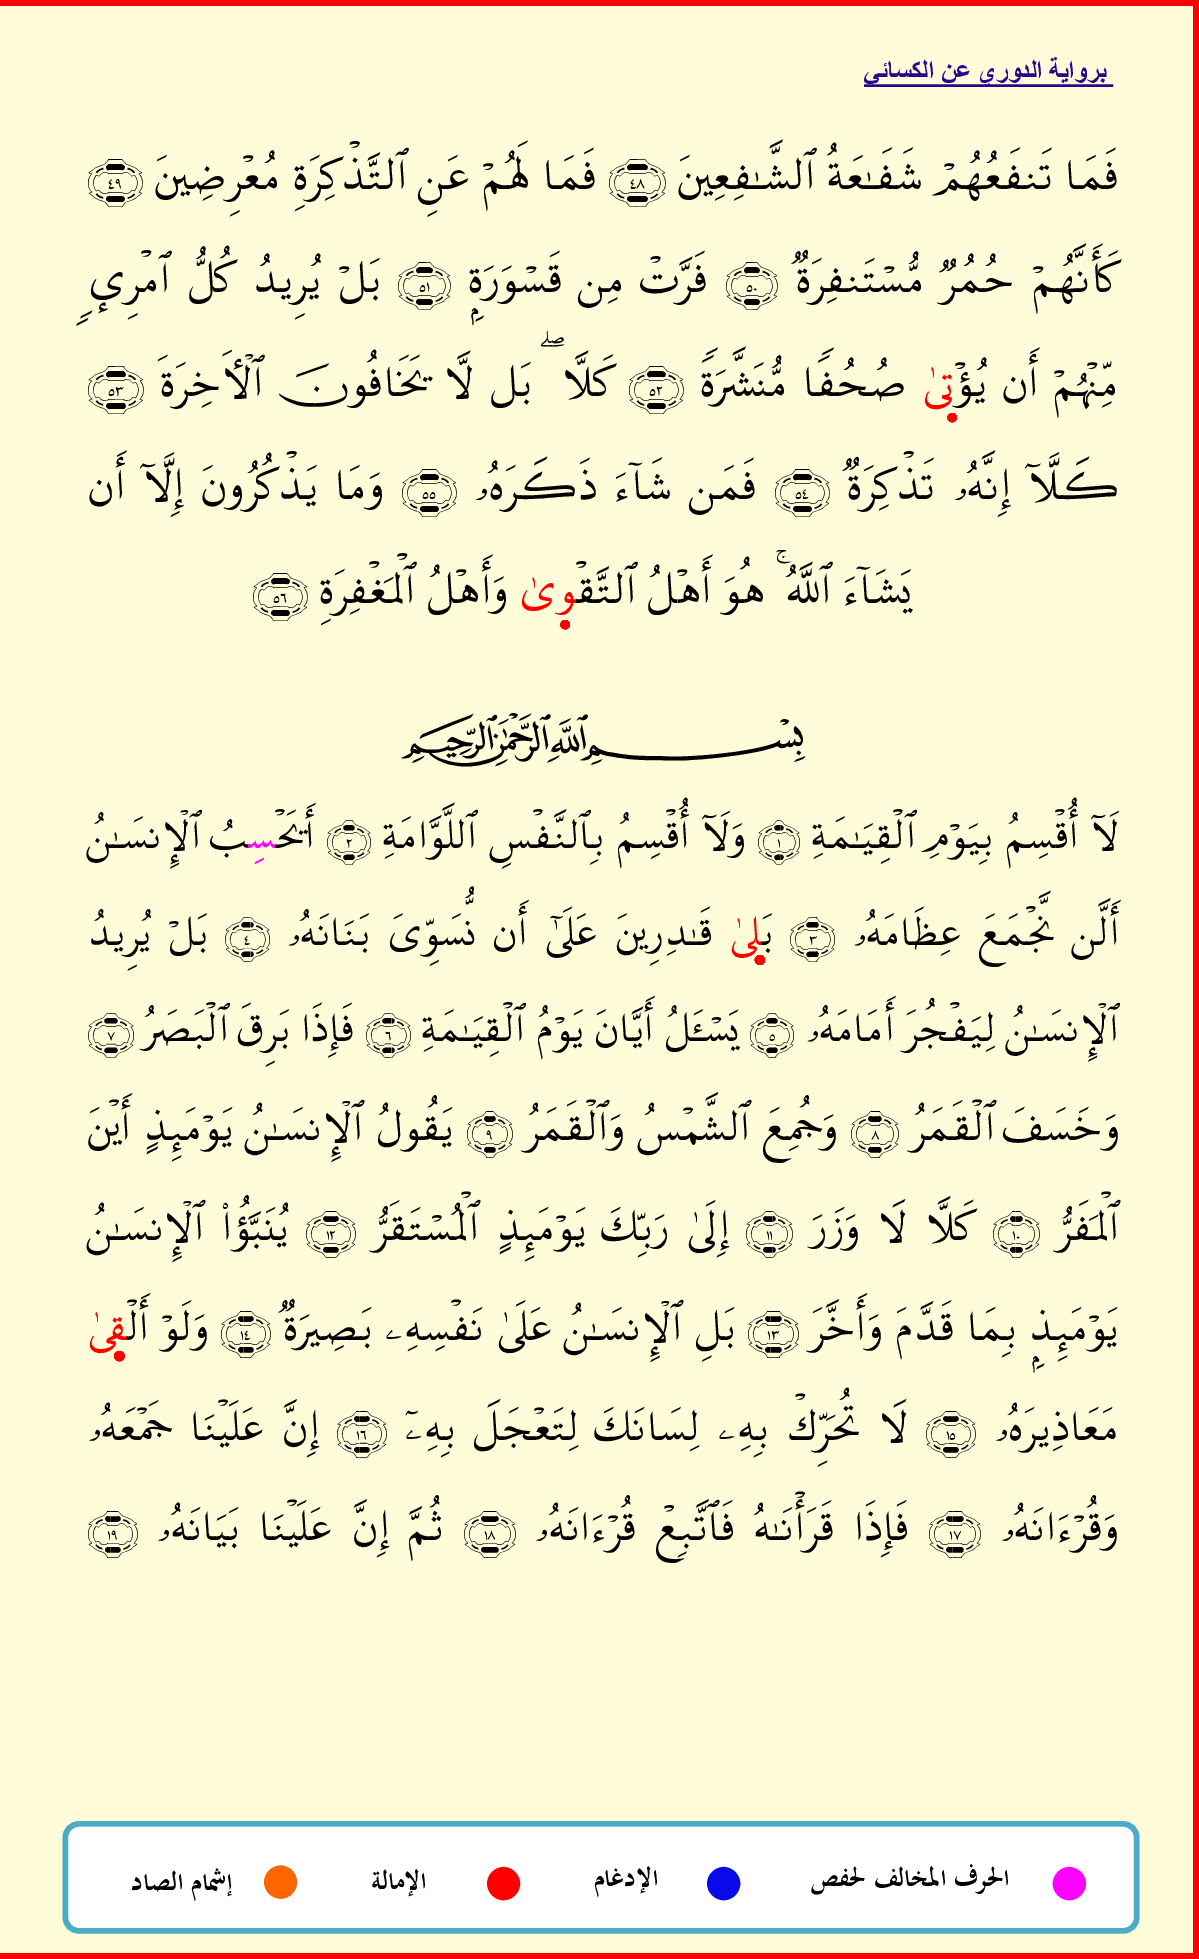 برواية الدوري عن الكسائي
فَمَا تَنفَعُهُمْ شَفَـٰعَةُ ٱلشَّـٰفِعِينَ ٤٨ فَمَا لَهُمْ عَنِ ٱلتَّذْكِرَةِ مُعْرِضِينَ ٤٩
كَأَنَّهُمْ حُمُرٌ مُّسْتَنفِرَةٌ ٥٠ فَرَّتْ مِن قَسْوَرَةٍ ٥١ بَلْ يُرِيدُ كُلُّ ٱمْرِئٍ
مِّنْهُمْ أَن يُؤْتىٰ صُحُفًا مُّنَشَّرَةً ٥٢ كَلَّا ۖ بَل لَّا يَخَافُونَ ٱلْأَخِرَةَ ٥٣
كَلَّآ إِنَّهُۥ تَذْكِرَةٌ ٥٤ فَمَن شَآءَ ذَكَرَهُۥ ٥٥ وَمَا يَذْكُرُونَ إِلَّآ أَن
يَشَآءَ ٱللَّهُ ۚ هُوَ أَهْلُ ٱلتَّقْوىٰ وَأَهْلُ ٱلْمَغْفِرَةِ ٥٦
بِسْمِ ٱللَّهِ ٱلرَّحْمَـٰنِ ٱلرَّحِيمِ
لَآ أُقْسِمُ بِيَوْمِ ٱلْقِيَـٰمَةِ ١ وَلَآ أُقْسِمُ بِٱلنَّفْسِ ٱللَّوَّامَةِ ٢ أَيَحْسِبُ ٱلْإِنسَـٰنُ
أَلَّن نَّجْمَعَ عِظَامَهُۥ ٣ بَلىٰ قَـٰدِرِينَ عَلَىٰٓ أَن نُّسَوِّىَ بَنَانَهُۥ ٤ بَلْ يُرِيدُ
ٱلْإِنسَـٰنُ لِيَفْجُرَ أَمَامَهُۥ ٥ يَسْـَٔلُ أَيَّانَ يَوْمُ ٱلْقِيَـٰمَةِ ٦ فَإِذَا بَرِقَ ٱلْبَصَرُ ٧
وَخَسَفَ ٱلْقَمَرُ ٨ وَجُمِعَ ٱلشَّمْسُ وَٱلْقَمَرُ ٩ يَقُولُ ٱلْإِنسَـٰنُ يَوْمَئِذٍ أَيْنَ
ٱلْمَفَرُّ ١٠ كَلَّا لَا وَزَرَ ١١ إِلَىٰ رَبِّكَ يَوْمَئِذٍ ٱلْمُسْتَقَرُّ ١٢ يُنَبَّؤُا۟ ٱلْإِنسَـٰنُ
يَوْمَئِذٍۭ بِمَا قَدَّمَ وَأَخَّرَ ١٣ بَلِ ٱلْإِنسَـٰنُ عَلَىٰ نَفْسِهِۦ بَصِيرَةٌ ١٤ وَلَوْ أَلْقىٰ
مَعَاذِيرَهُۥ ١٥ لَا تُحَرِّكْ بِهِۦ لِسَانَكَ لِتَعْجَلَ بِهِۦٓ ١٦ إِنَّ عَلَيْنَا جَمْعَهُۥ
وَقُرْءَانَهُۥ ١٧ فَإِذَا قَرَأْنَـٰهُ فَٱتَّبِعْ قُرْءَانَهُۥ ١٨ ثُمَّ إِنَّ عَلَيْنَا بَيَانَهُۥ ١٩
الحرف المخالف لحفص الإدغام الإمالة إشمام الصاد